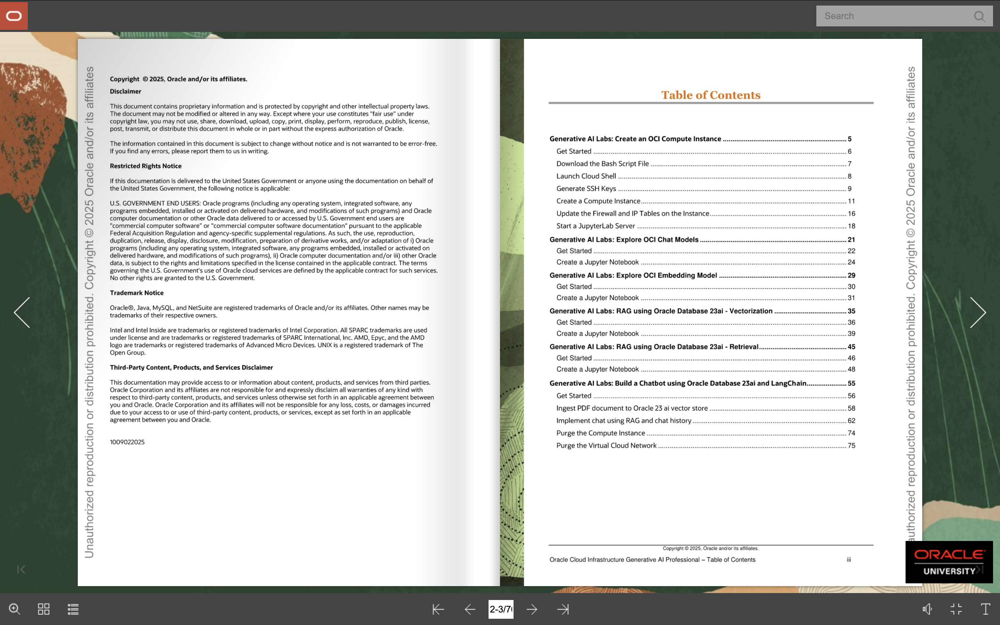 Search
Unauthorized reproduction or distribution prohibited. Copyright © 2025 Oracle and/or its affiliates
Copyright © 2025, Oracle and/or its affiliates.
Disclaimer
This document contains proprietary information and is protected by copyright and other intellectual property laws.
The document may not be modified or altered in any way. Except where your use constitutes "fair use" under
copyright law, you may not use, share, download, upload, copy, print, display, perform, reproduce, publish, license,
post, transmit, or distribute this document in whole or in part without the express authorization of Oracle.
The information contained in this document is subject to change without notice and is not warranted to be error-free.
If you find any errors, please report them to us in writing.
Restricted Rights Notice
If this documentation is delivered to the United States Government or anyone using the documentation on behalf of
the United States Government, the following notice is applicable:
U.S. GOVERNMENT END USERS: Oracle programs (including any operating system, integrated software, any
programs embedded, installed or activated on delivered hardware, and modifications of such programs) and Oracle
computer documentation or other Oracle data delivered to or accessed by U.S. Government end users are
"commercial computer software" or "commercial computer software documentation" pursuant to the applicable
Federal Acquisition Regulation and agency-specific supplemental regulations. As such, the use, reproduction,
duplication, release, display, disclosure, modification, preparation of derivative works, and/or adaptation of i) Oracle
programs (including any operating system, integrated software, any programs embedded, installed or activated on
delivered hardware, and modifications of such programs), ii) Oracle computer documentation and/or iii) other Oracle
data, is subject to the rights and limitations specified in the license contained in the applicable contract. The terms
governing the U.S. Government's use of Oracle cloud services are defined by the applicable contract for such services.
No other rights are granted to the U.S. Government.
Trademark Notice
Oracle®, Java, MySQL, and NetSuite are registered trademarks of Oracle and/or its affiliates. Other names may be
trademarks of their respective owners.
Intel and Intel Inside are trademarks or registered trademarks of Intel Corporation. All SPARC trademarks are used
under license and are trademarks or registered trademarks of SPARC International, Inc. AMD, Epyc, and the AMD
logo are trademarks or registered trademarks of Advanced Micro Devices. UNIX is a registered trademark of The
Open Group.
Third-Party Content, Products, and Services Disclaimer
This documentation may provide access to or information about content, products, and services from third parties.
Oracle Corporation and its affiliates are not responsible for and expressly disclaim all warranties of any kind with
respect to third-party content, products, and services unless otherwise set forth in an applicable agreement between
you and Oracle. Oracle Corporation and its affiliates will not be responsible for any loss, costs, or damages incurred
due to your access to or use of third-party content, products, or services, except as set forth in an applicable
agreement between you and Oracle.
1009022025
Table of Contents
Generative AI Labs: Create an OCI Compute Instance ........ 5
Get Started ........ 6
Download the Bash Script File ........ 7
Launch Cloud Shell ........ 8
Generate SSH Keys ........ 9
Create a Compute Instance ........ 11
Update the Firewall and IP Tables on the Instance ........ 16
Start a JupyterLab Server ........ 18
Generative AI Labs: Explore OCI Chat Models ........ 21
Get Started ........ 22
Create a Jupyter Notebook ........ 24
Generative AI Labs: Explore OCI Embedding Model ........ 29
Get Started ........ 30
Create a Jupyter Notebook ........ 31
Generative AI Labs: RAG using Oracle Database 23ai - Vectorization ........ 35
Get Started ........ 36
Create a Jupyter Notebook ........ 39
Generative AI Labs: RAG using Oracle Database 23ai - Retrieval ........ 45
Get Started ........ 46
Create a Jupyter Notebook ........ 48
Generative AI Labs: Build a Chatbot using Oracle Database 23ai and LangChain ........ 55
Get Started ........ 56
Ingest PDF document to Oracle 23 ai vector store ........ 58
Implement chat using RAG and chat history ........ 62
Purge the Compute Instance ........ 74
Purge the Virtual Cloud Network ........ 75
Copyright © 2025, Oracle and/or its affiliates.
Oracle Cloud Infrastructure Generative AI Professional – Table of Contents iii
authorized reproduction or distribution prohibited. Copyright © 2025 Oracle and/or its affiliates
ORACLE
UNIVERSITY
2-3/7